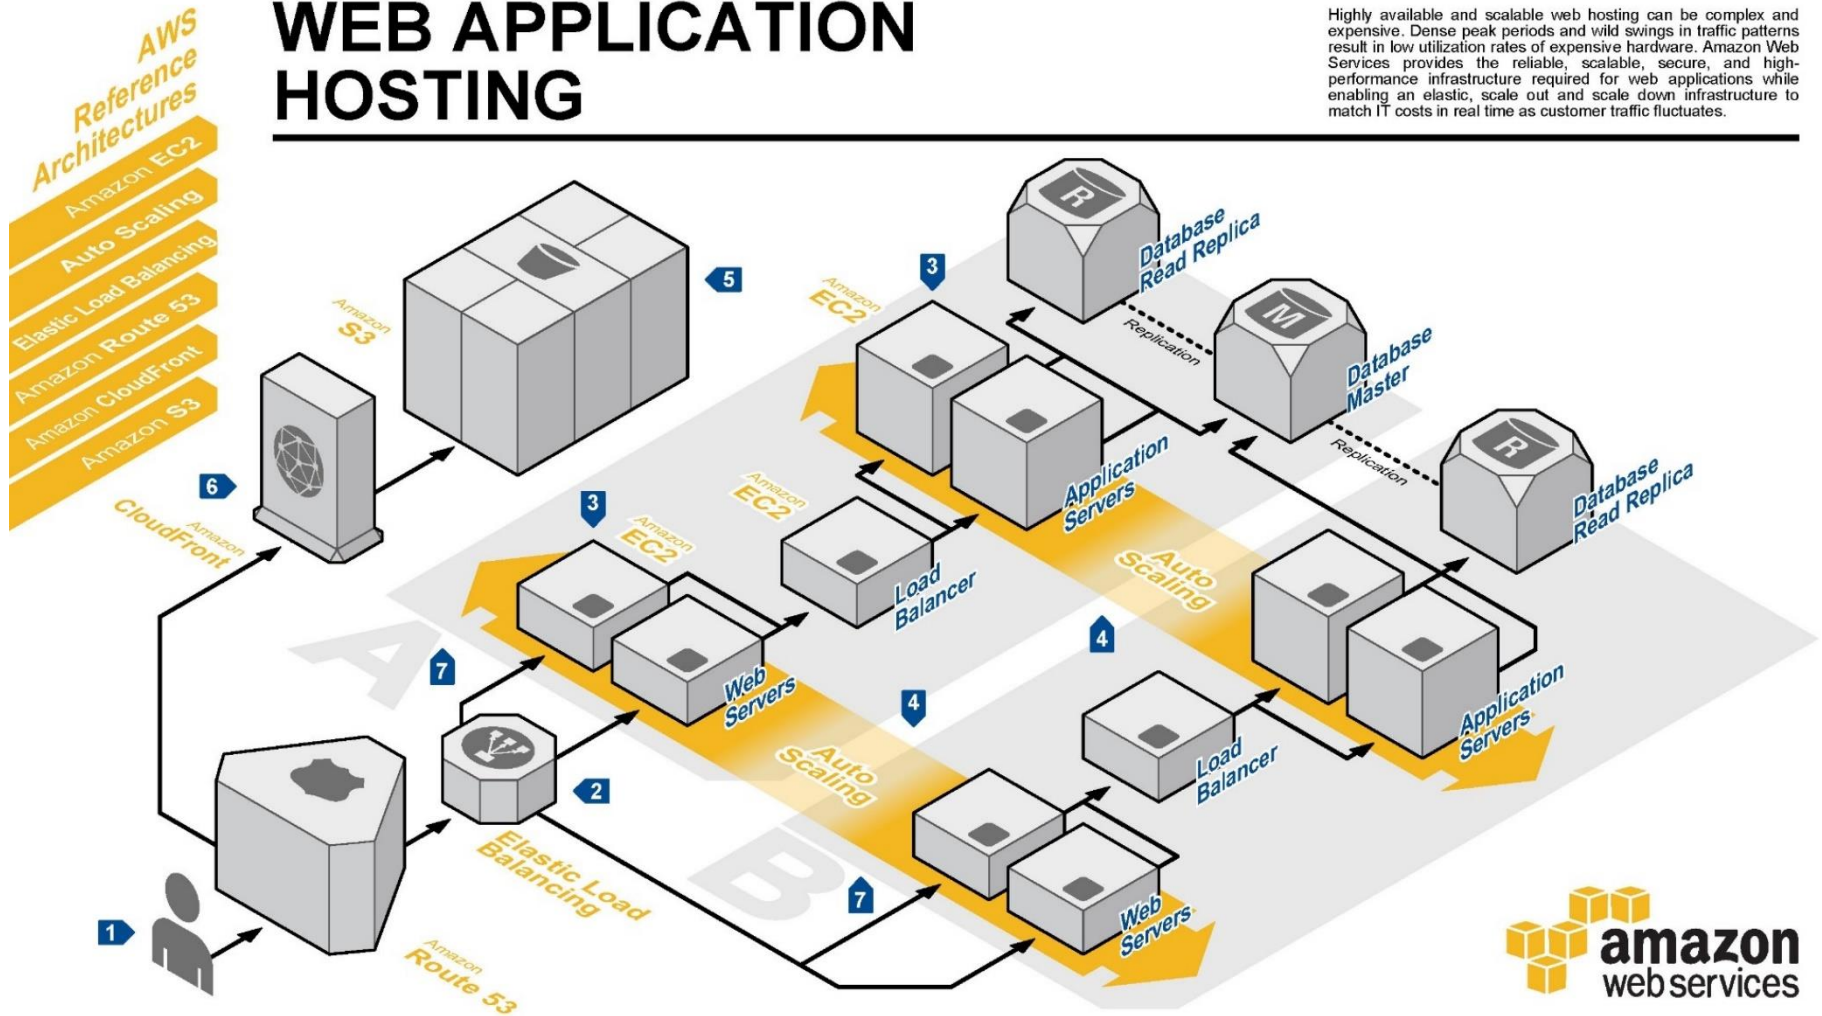 AWS
Reference
Architectures
Amazon EC2
Auto Scaling
Elastic Load Balancing
Amazon Route 53
Amazon CloudFront
Amazon S3
WEB APPLICATION
HOSTING
Highly available and scalable web hosting can be complex and
expensive. Dense peak periods and wild swings in traffic patterns
result in low utilization rates of expensive hardware. Amazon Web
Services provides the reliable, scalable, secure, and high-
performance infrastructure required for web applications while
enabling an elastic, scale out and scale down infrastructure to
match IT costs in real time as customer traffic fluctuates.
R
Database
Read Replica
3
Amazon
EC2
5
Amazon
S3
Replication
M
Database
Master
Replication
R
Database
Read Replica
6
Amazon
CloudFront
3
Amazon
EC2
Amazon
EC2
Application
Servers
Load
Balancer
Auto
Scaling
4
A
7
Web
Servers
4
Application
Servers
2
Auto
Scaling
Load
Balancer
Elastic Load
Balancing
B
7
Web
Servers
1
Amazon
Route 53
amazon
web services